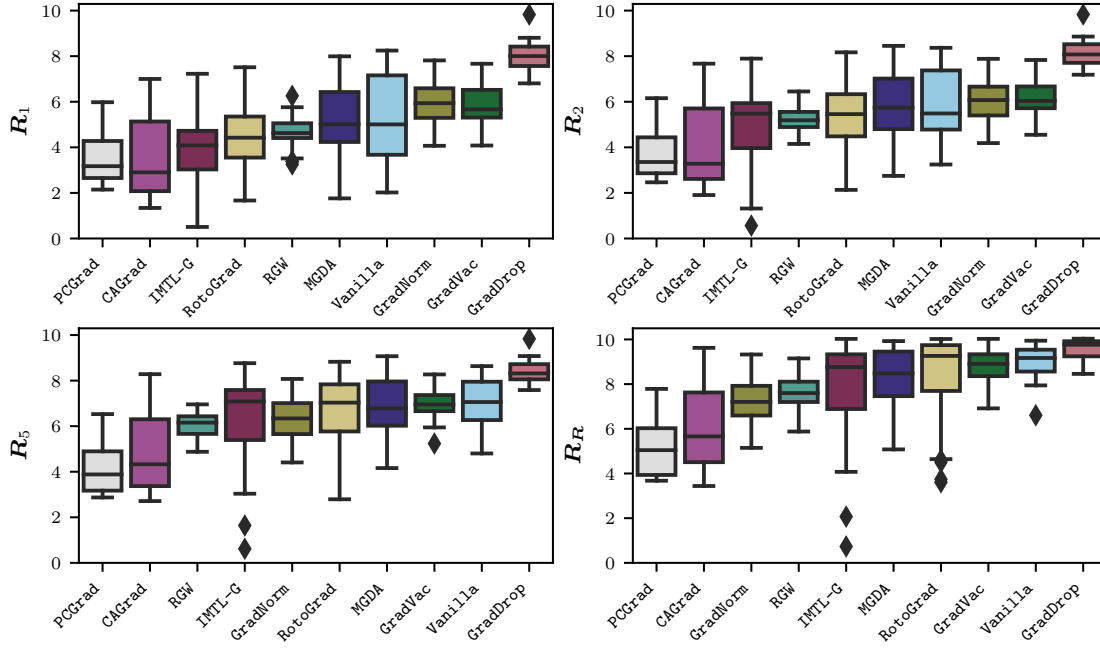 10
8
6
4
2
0
R1
PCGrad
CAGrad
IMTL-G
RotoGrad
RGW
MGDA
Vanilla
GradNorm
GradVac
GradDrop
10
8
6
4
2
0
R2
PCGrad
CAGrad
IMTL-G
RGW
RotoGrad
MGDA
Vanilla
GradNorm
GradVac
GradDrop
10
8
6
4
2
0
R5
PCGrad
CAGrad
RGW
IMTL-G
GradNorm
RotoGrad
MGDA
GradVac
Vanilla
GradDrop
10
8
6
4
2
0
RR
PCGrad
CAGrad
GradNorm
RGW
IMTL-G
MGDA
RotoGrad
GradVac
Vanilla
GradDrop